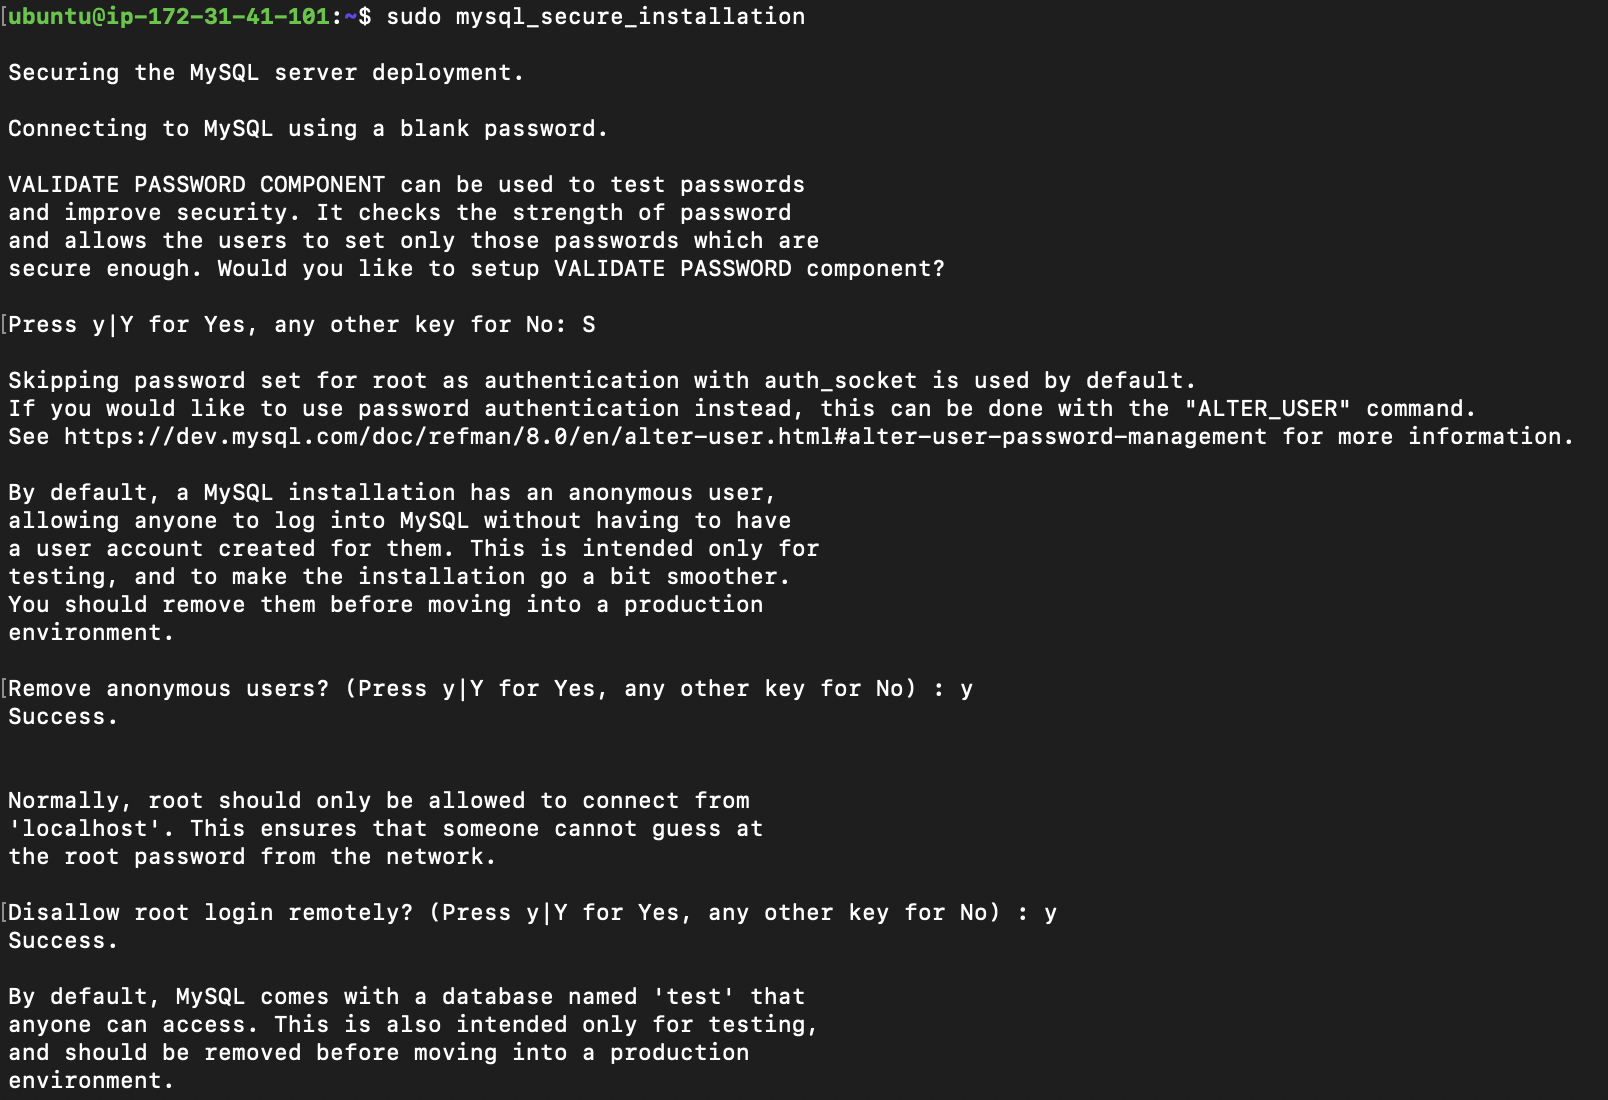 [ubuntu@ip-172-31-41-101:~$ sudo mysql_secure_installation
Securing the MySQL server deployment.
Connecting to MySQL using a blank password.
VALIDATE PASSWORD COMPONENT can be used to test passwords
and improve security. It checks the strength of password
and allows the users to set only those passwords which are
secure enough. Would you like to setup VALIDATE PASSWORD component?
[Press y|Y for Yes, any other key for No: S
Skipping password set for root as authentication with auth_socket is used by default.
If you would like to use password authentication instead, this can be done with the "ALTER_USER" command.
See https://dev.mysql.com/doc/refman/8.0/en/alter-user.html#alter-user-password-management for more information.
By default, a MySQL installation has an anonymous user,
allowing anyone to log into MySQL without having to have
a user account created for them. This is intended only for
testing, and to make the installation go a bit smoother.
You should remove them before moving into a production
environment.
[Remove anonymous users? (Press y|Y for Yes, any other key for No) : y
Success.
Normally, root should only be allowed to connect from
'localhost'. This ensures that someone cannot guess at
the root password from the network.
[Disallow root login remotely? (Press y|Y for Yes, any other key for No) : y
Success.
By default, MySQL comes with a database named 'test' that
anyone can access. This is also intended only for testing,
and should be removed before moving into a production
environment.